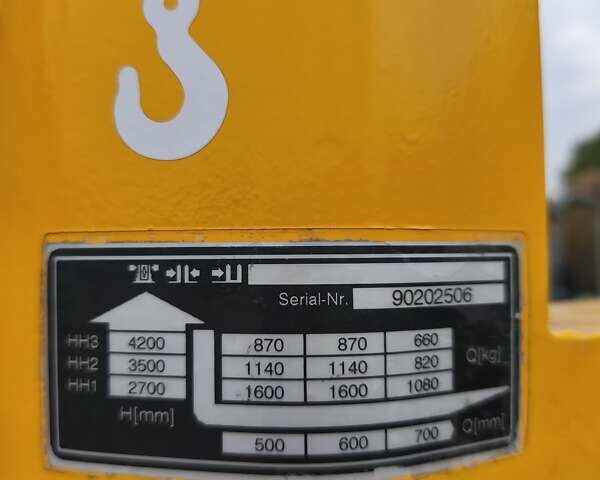 Serial-Nr. 90202506
HH3 4200 870 870 660 Q[kg]
HH2 3500 1140 1140 820
HH1 2700 1600 1600 1080
H[mm]
500 600 700 Q[mm]